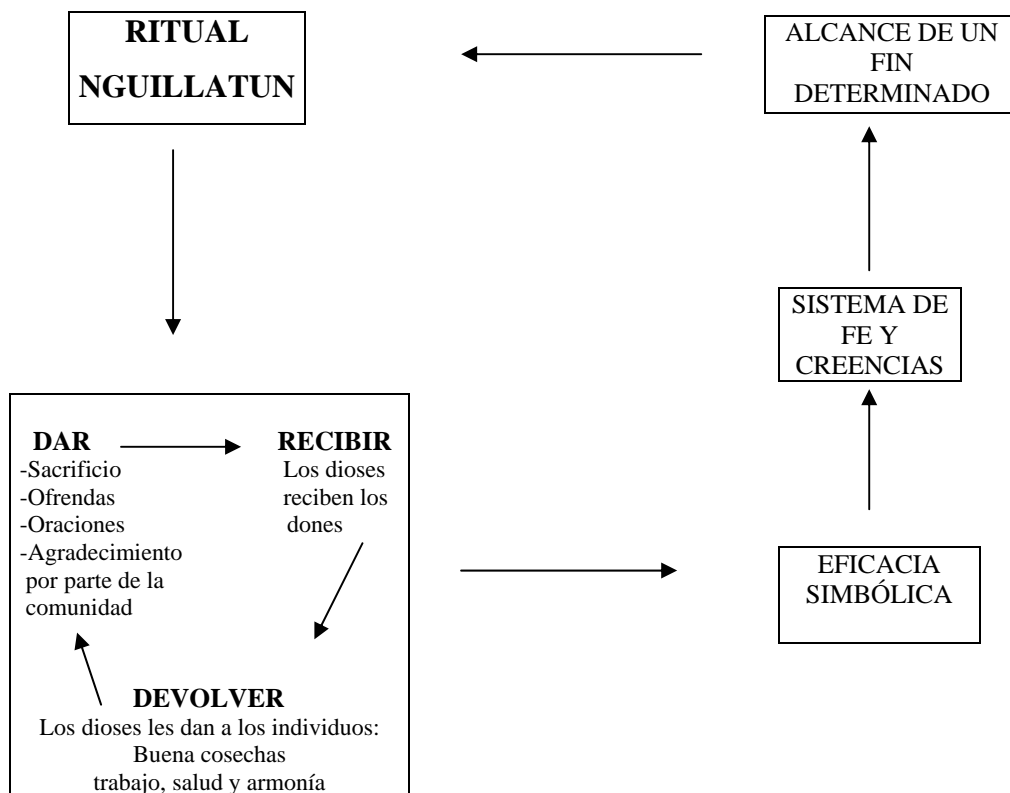 RITUAL
NGUILLATUN
ALCANCE DE UN
FIN
DETERMINADO
SISTEMA DE
FE Y
CREENCIAS
DAR
-Sacrificio
-Ofrendas
-Oraciones
-Agradecimiento
por parte de la
comunidad
RECIBIR
Los dioses
reciben los
dones
EFICACIA
SIMBÓLICA
DEVOLVER
Los dioses les dan a los individuos:
Buena cosechas
trabajo, salud y armonía